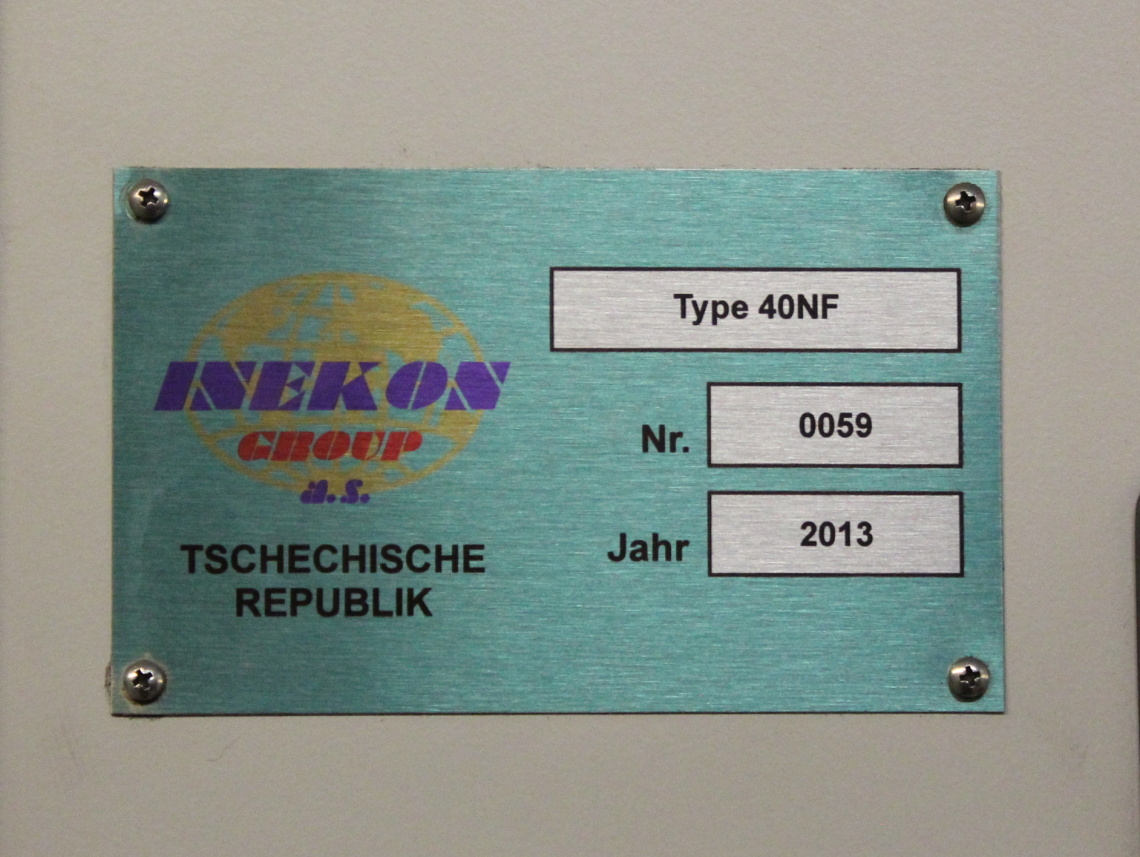 INEKON
GROUP
a.s.
TSCHECHISCHE
REPUBLIK
Type 40NF
Nr. 0059
Jahr 2013